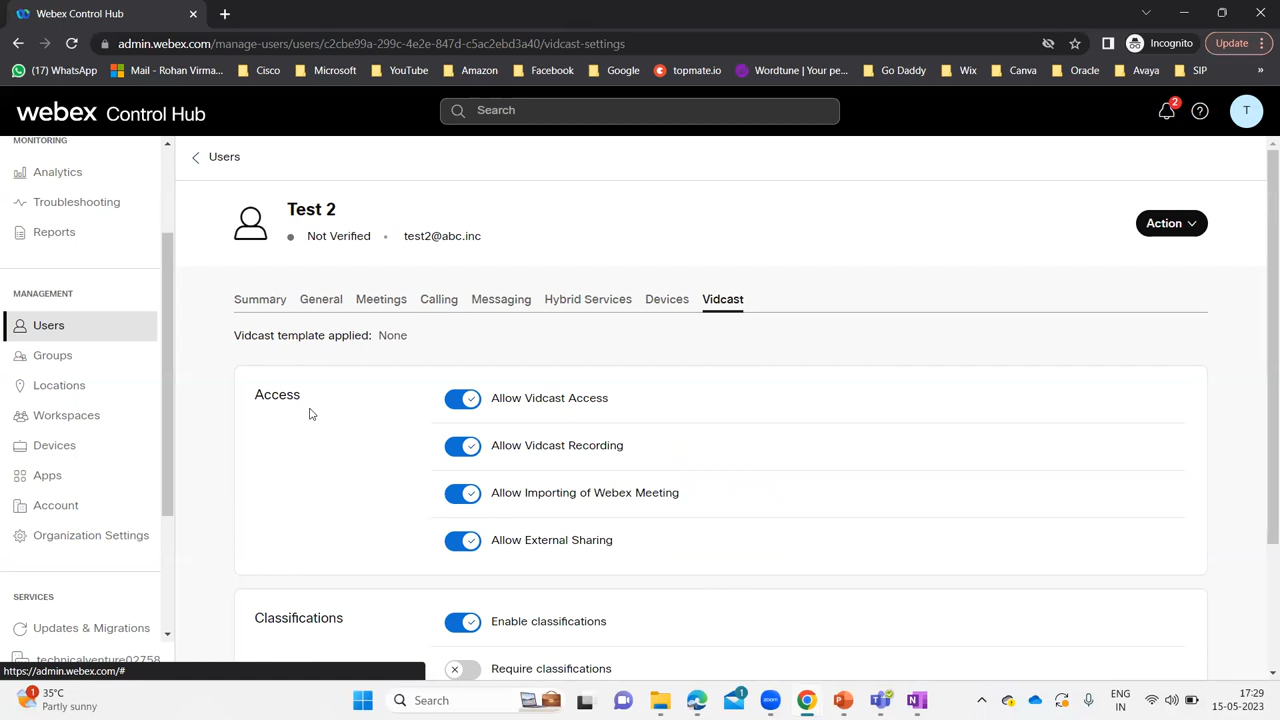 Webex Control Hub
admin.webex.com/manage-users/users/c2cbe99a-299c-4e2e-847d-c5ac2ebd3a40/vidcast-settings
Incognito
Update
(17) WhatsApp
Mail - Rohan Virma...
Cisco
Microsoft
YouTube
Amazon
Facebook
Google
topmate.io
Wordtune | Your pe...
Go Daddy
Wix
Canva
Oracle
Avaya
SIP
»
webex Control Hub
Search
2
T
MONITORING
Analytics
Troubleshooting
Reports
MANAGEMENT
Users
Groups
Locations
Workspaces
Devices
Apps
Account
Organization Settings
SERVICES
Updates & Migrations
technicalventure02758
https://admin.webex.com/#
Users
Test 2
Not Verified • test2@abc.inc
Action
Summary
General
Meetings
Calling
Messaging
Hybrid Services
Devices
Vidcast
Vidcast template applied: None
Access
Allow Vidcast Access
Allow Vidcast Recording
Allow Importing of Webex Meeting
Allow External Sharing
Classifications
Enable classifications
Require classifications
1
35°C
Partly sunny
Search
zoom
1
ENG
IN
17:29
15-05-2023